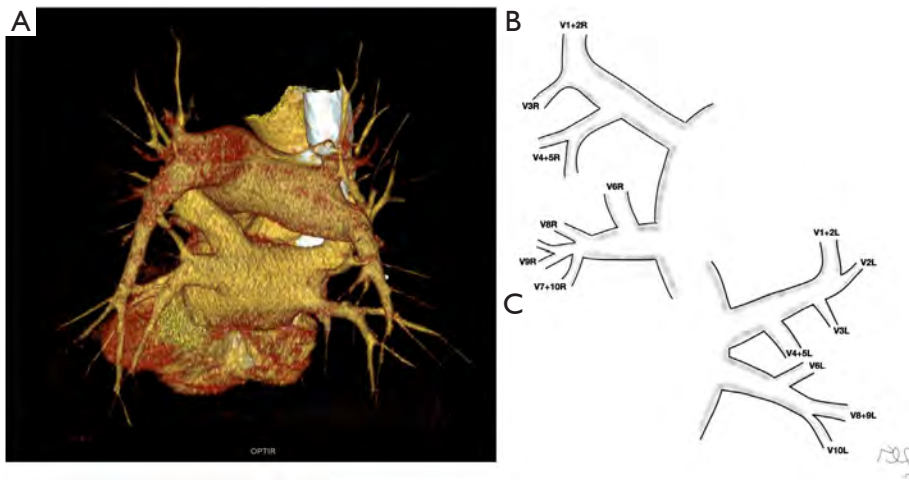 A
OPTIR
B
V1+2R
V3R
V4+5R
V6R
V8R
V9R
V7+10R
C
V1+2L
V2L
V3L
V4+5L
V6L
V8+9L
V10L